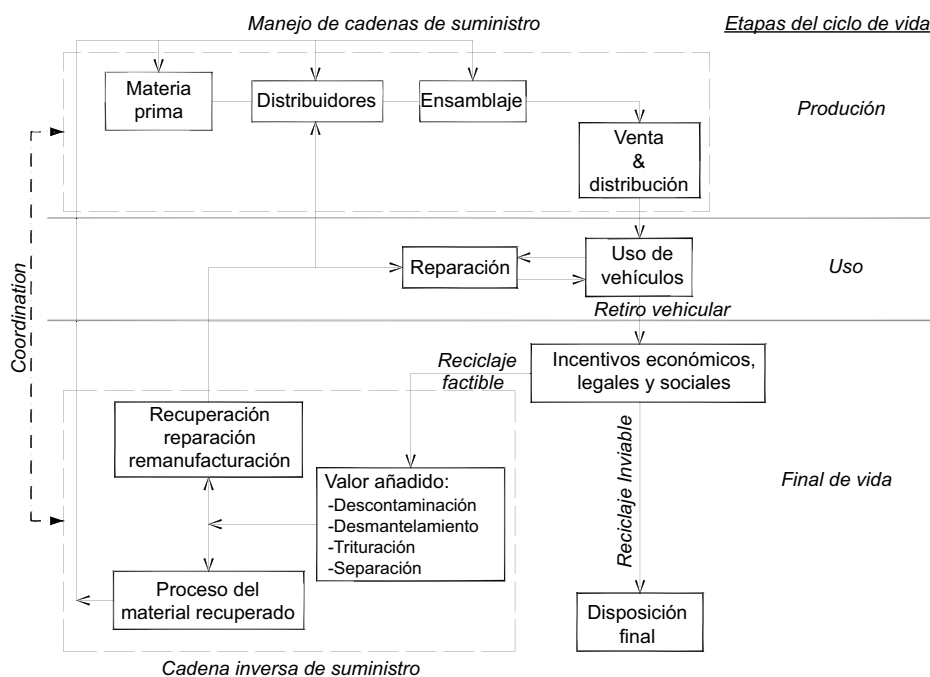 Manejo de cadenas de suministro
Etapas del ciclo de vida
Materia
prima
Distribuidores
Ensamblaje
Produción
Venta
&
distribución
Reparación
Uso de
vehículos
Uso
Retiro vehicular
Coordination
Reciclaje
factible
Incentivos económicos,
legales y sociales
Recuperación
reparación
remanufacturación
Valor añadido:
-Descontaminación
-Desmantelamiento
-Trituración
-Separación
Reciclaje Inviable
Final de vida
Proceso del
material recuperado
Disposición
final
Cadena inversa de suministro